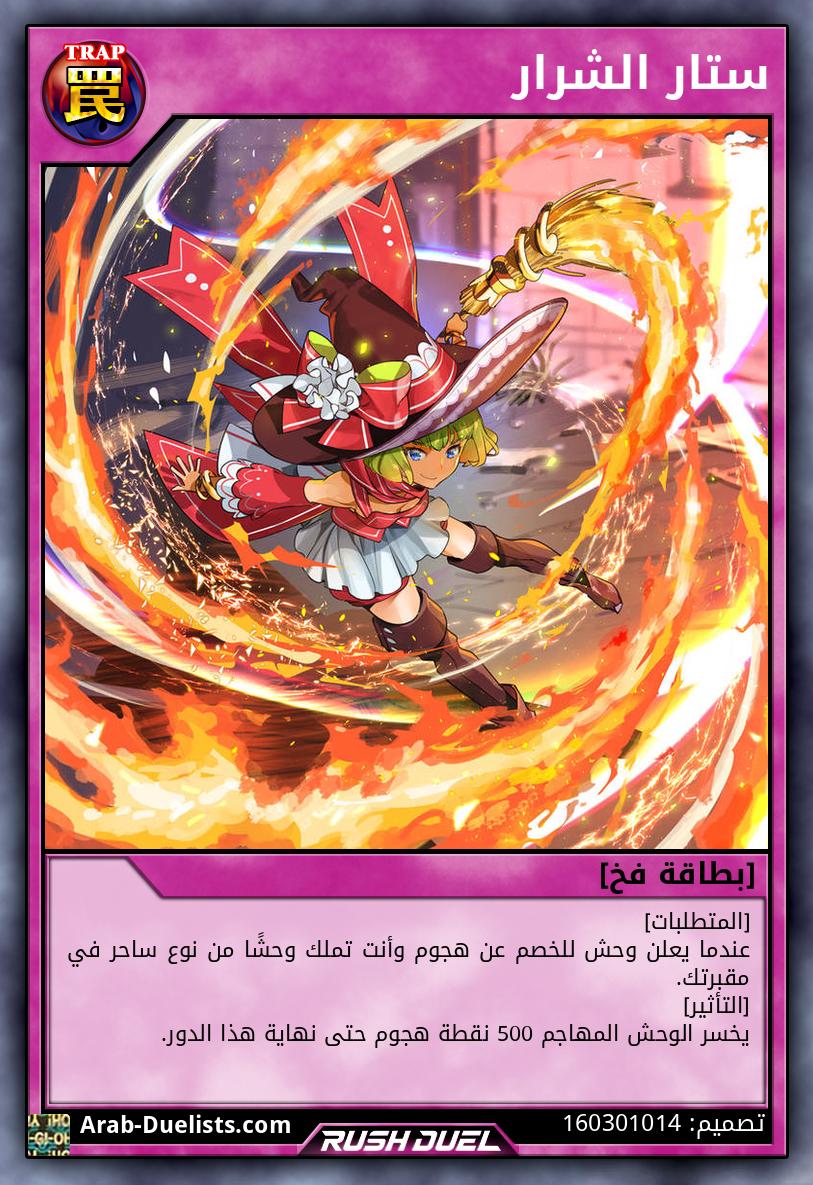 TRAP
罠
ستار الشرار
[بطاقة فخ]
[المتطلبات]
عندما يعلن وحش للخصم عن هجوم وأنت تملك وحشًا من نوع ساحر في
مقبرتك.
[التأثير]
يخسر الوحش المهاجم 500 نقطة هجوم حتى نهاية هذا الدور.
تصميم: 160301014
Arab-Duelists.com
RUSH DUEL